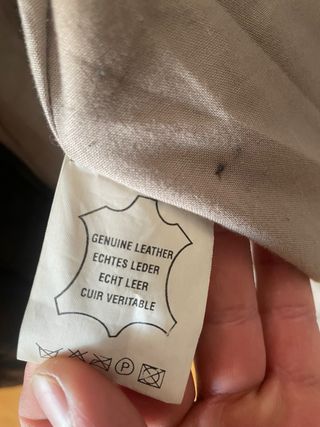 GENUINE LEATHER
ECHTES LEDER
ECHT LEER
CUIR VERITABLE
P